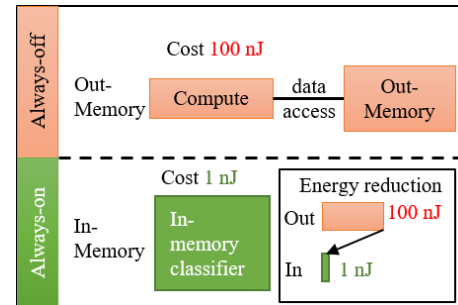 Always-off
Cost 100 nJ
Out-
Memory
Compute
data
access
Out-
Memory
Always-on
Cost 1 nJ
In-
Memory
In-
memory
classifier
Energy reduction
Out
100 nJ
In
1 nJ